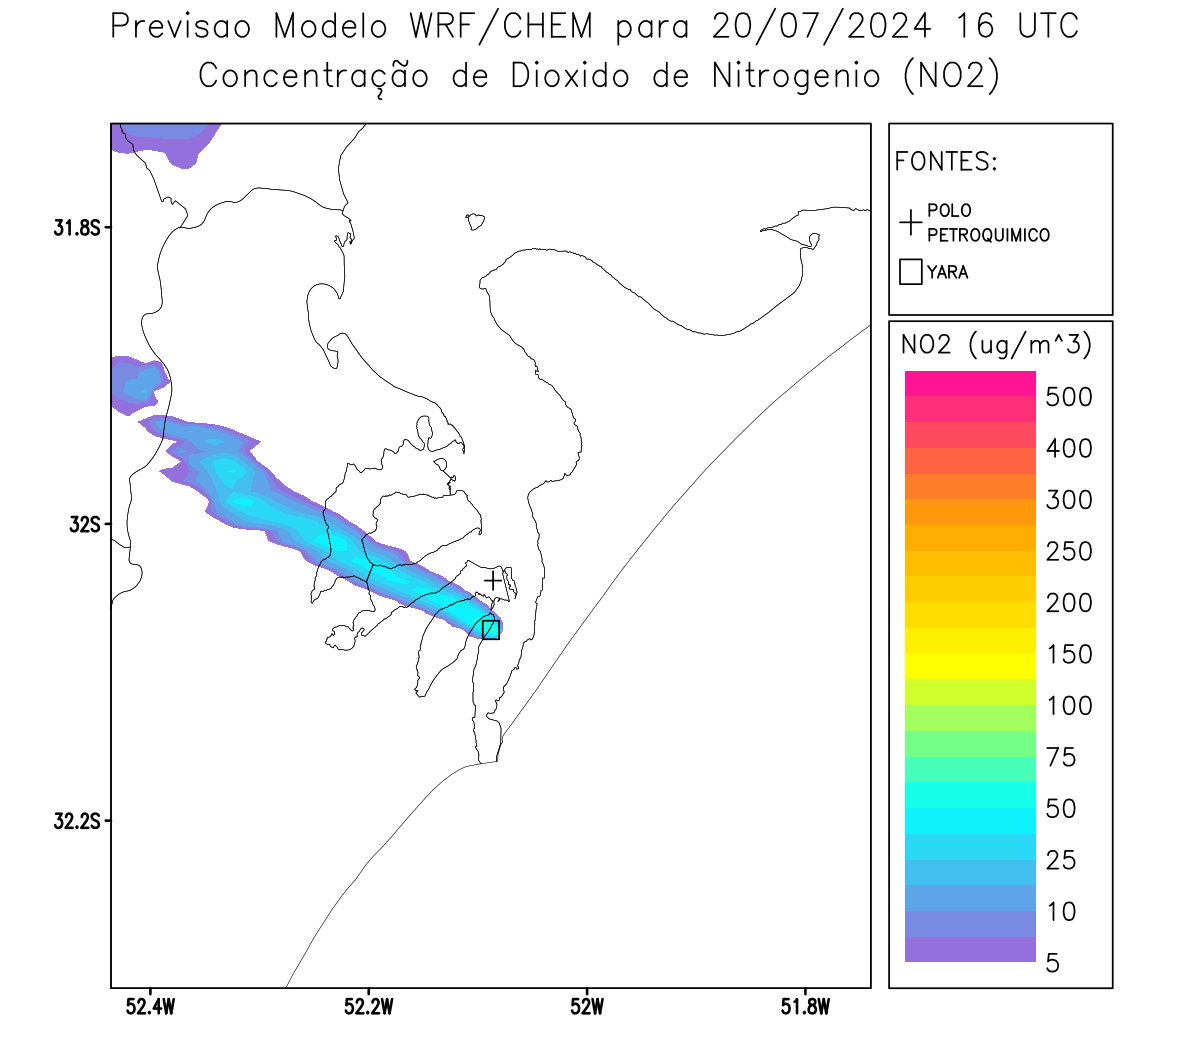 Previsao Modelo WRF/CHEM para 20/07/2024 16 UTC
Concentração de Dioxido de Nitrogenio (NO2)
FONTES:
POLO
PETROQUIMICO
YARA
NO2 (ug/m^3)
500
400
300
250
200
150
100
75
50
25
10
5
31.8S
32S
32.2S
52.4W
52.2W
52W
51.8W